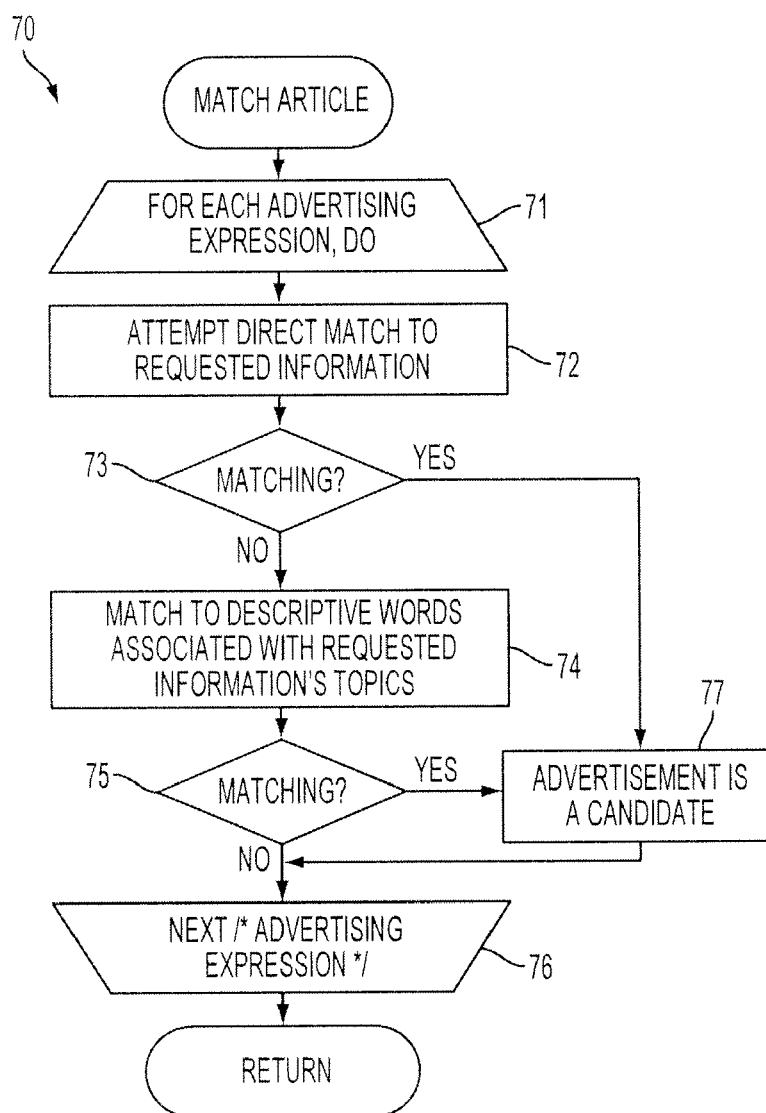 70
MATCH ARTICLE
FOR EACH ADVERTISING
EXPRESSION, DO
71
ATTEMPT DIRECT MATCH TO
REQUESTED INFORMATION
72
73
MATCHING?
YES
NO
MATCH TO DESCRIPTIVE WORDS
ASSOCIATED WITH REQUESTED
INFORMATION'S TOPICS
74
75
MATCHING?
YES
NO
77
ADVERTISEMENT IS
A CANDIDATE
NEXT /* ADVERTISING
EXPRESSION */
76
RETURN